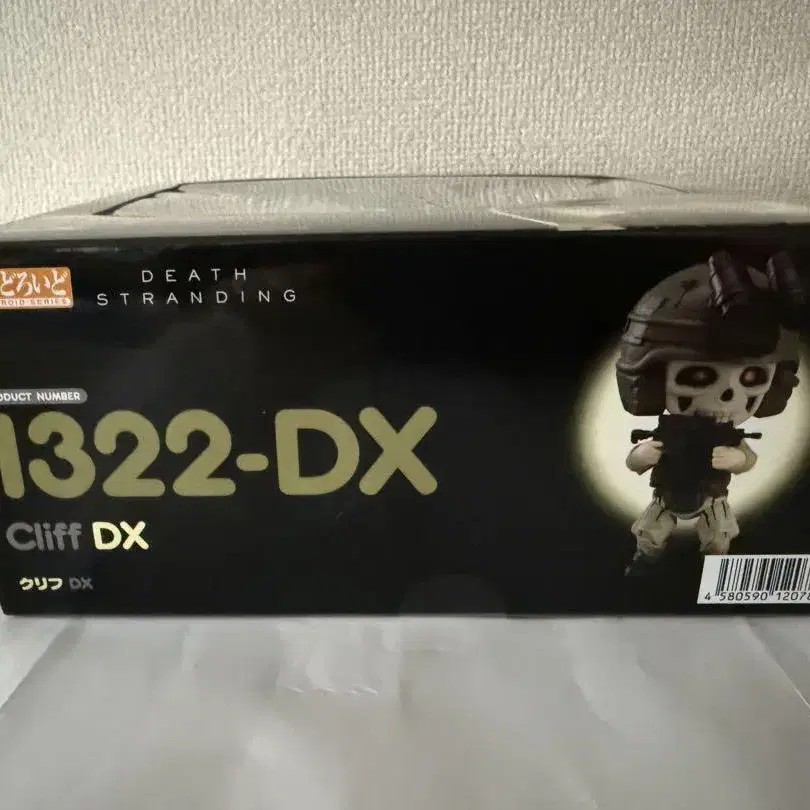 どろいど
ROID SERIES
DEATH
STRANDING
ODUCT NUMBER
1322-DX
Cliff DX
クリフ DX
4 580590 12078